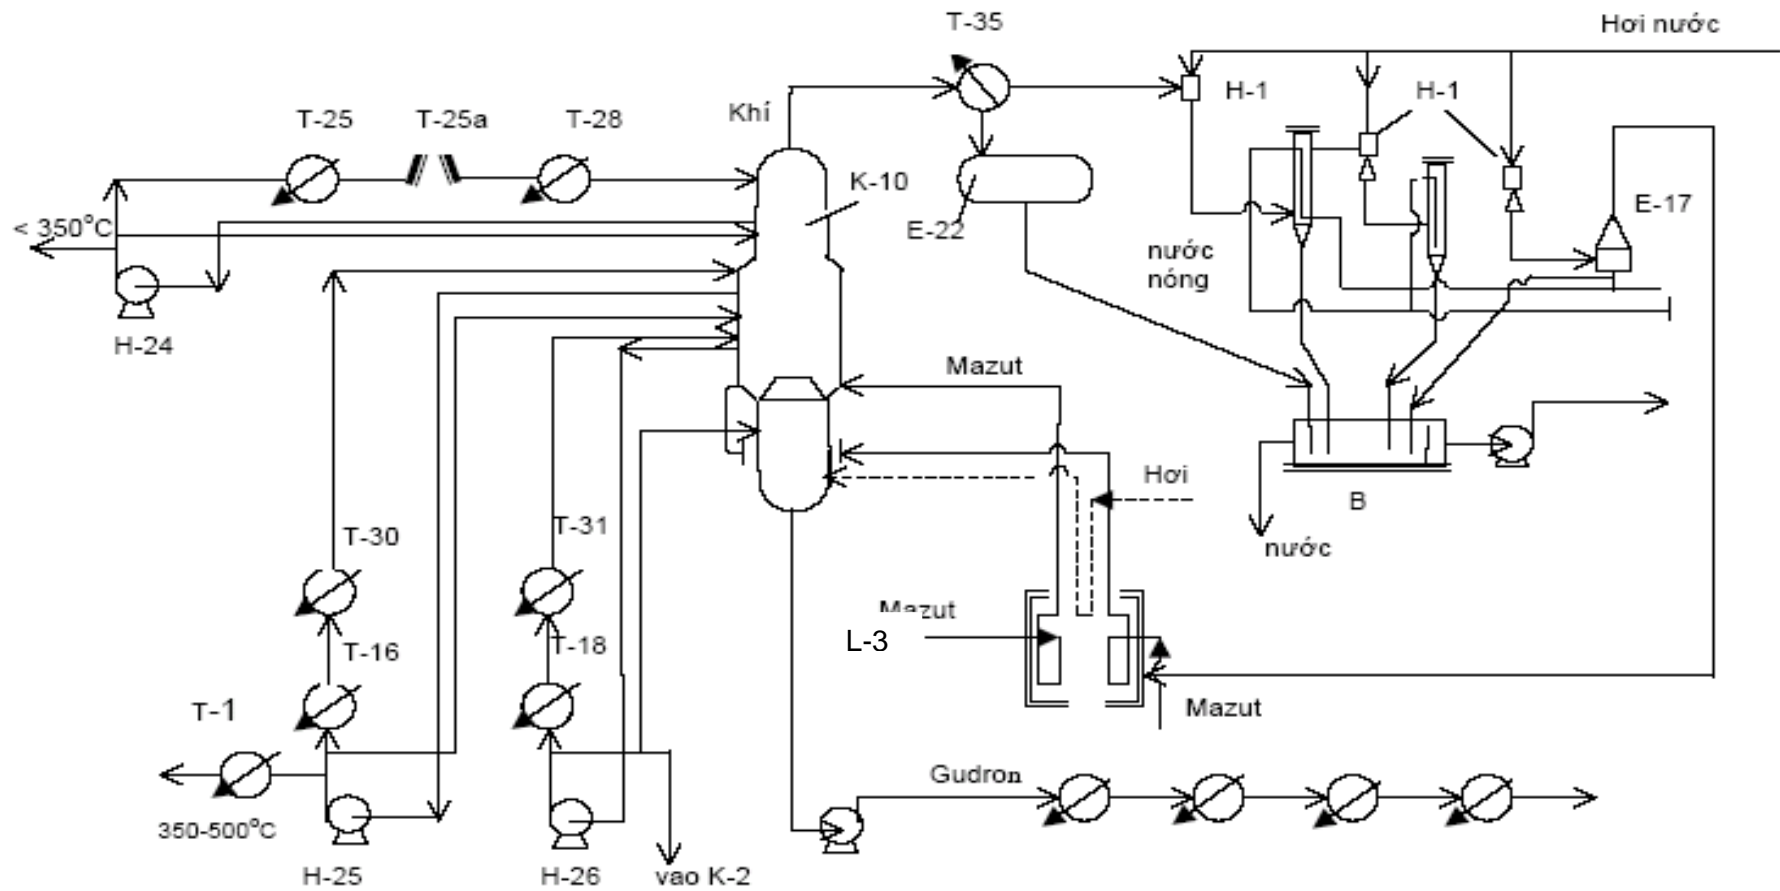 T-35
Hơi nước
Khí
H-1
H-1
T-25
T-25a
T-28
K-10
E-17
< 350°C
E-22
nước
nóng
H-24
Mazut
Hơi
B
nước
T-30
T-31
Mazut
L-3
T-16
T-18
T-1
Mazut
Gudron
350-500°C
H-25
H-26
vao K-2